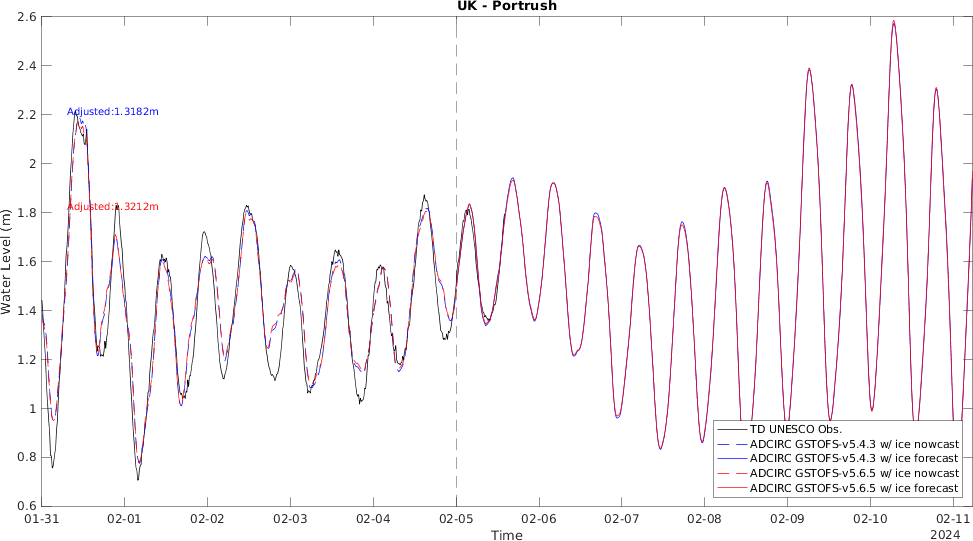 UK - Portrush
2.6
2.4
2.2
2
1.8
1.6
1.4
1.2
1
0.8
0.6
Water Level (m)
Adjusted:1.3182m
Adjusted:1.3212m
TD UNESCO Obs.
ADCIRC GSTOFS-v5.4.3 w/ ice nowcast
ADCIRC GSTOFS-v5.4.3 w/ ice forecast
ADCIRC GSTOFS-v5.6.5 w/ ice nowcast
ADCIRC GSTOFS-v5.6.5 w/ ice forecast
01-31 02-01 02-02 02-03 02-04 02-05 02-06 02-07 02-08 02-09 02-10 02-11
Time
2024